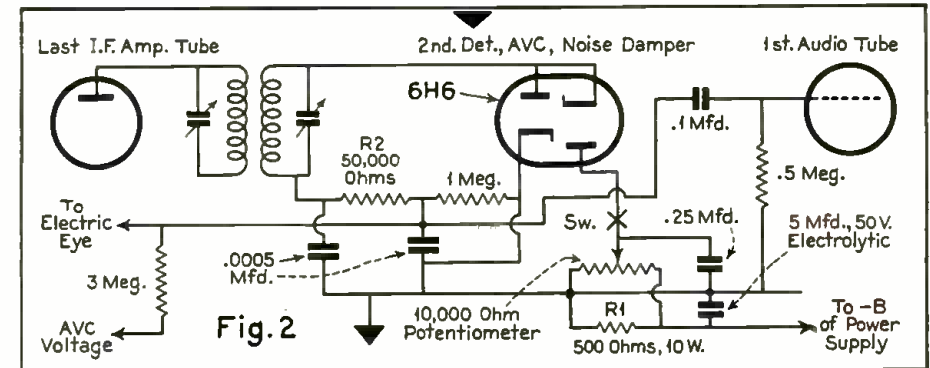 Last I.F. Amp. Tube
2nd. Det., AVC, Noise Damper
1st. Audio Tube
6H6
.1 Mfd.
R2
50,000
Ohms
1 Meg.
.5 Meg.
To
Electric
Eye
Sw.
.25 Mfd.
5 Mfd., 50 V.
Electrolytic
.0005
Mfd.
3 Meg.
AVC
Voltage
Fig. 2
10,000 Ohm
Potentiometer
R1
500 Ohms, 10 W.
To -B
of Power
Supply